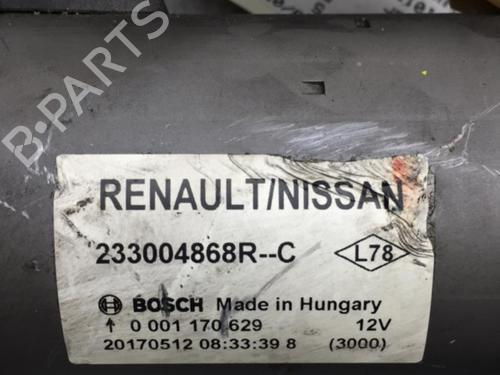 B-PARTS
RENAULT/NISSAN
233004868R--C L78
BOSCH Made in Hungary
↑ 0 001 170 629 12V
20170512 08:33:39 8 (3000)